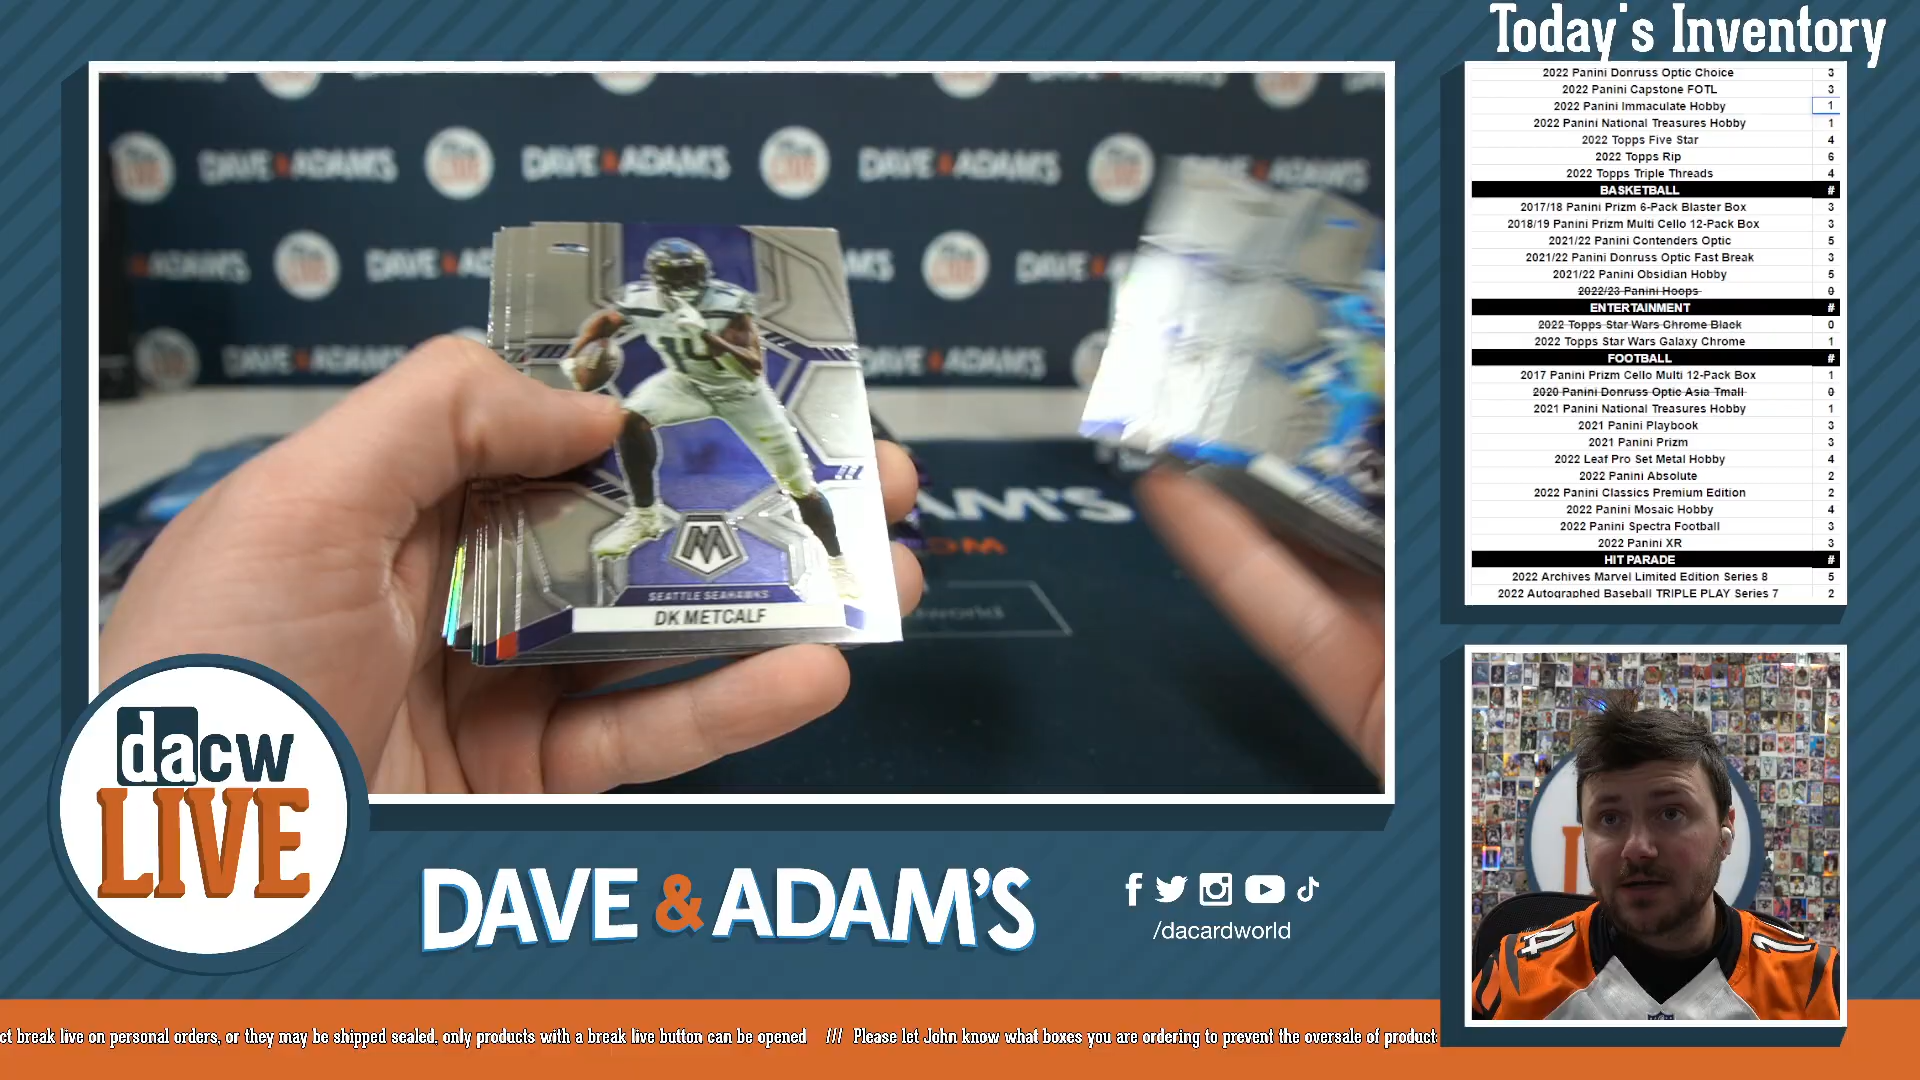 Today's Inventory
2022 Panini Donruss Optic Choice 3
2022 Panini Capstone FOTL 3
2022 Panini Immaculate Hobby 1
2022 Panini National Treasures Hobby 1
2022 Topps Five Star 4
2022 Topps Rip 6
2022 Topps Triple Threads 4
BASKETBALL #
2017/18 Panini Prizm 6-Pack Blaster Box 3
2018/19 Panini Prizm Multi Cello 12-Pack Box 3
2021/22 Panini Contenders Optic 5
2021/22 Panini Donruss Optic Fast Break 3
2021/22 Panini Obsidian Hobby 5
2022/23 Panini Hoops 0
ENTERTAINMENT #
2022 Topps Star Wars Chrome Black 0
2022 Topps Star Wars Galaxy Chrome 1
FOOTBALL #
2017 Panini Prizm Cello Multi 12-Pack Box 1
2020 Panini Donruss Optic Asia Tmall 0
2021 Panini National Treasures Hobby 1
2021 Panini Playbook 3
2021 Panini Prizm 3
2022 Leaf Pro Set Metal Hobby 4
2022 Panini Absolute 2
2022 Panini Classics Premium Edition 2
2022 Panini Mosaic Hobby 4
2022 Panini Spectra Football 3
2022 Panini XR 3
HIT PARADE #
2022 Archives Marvel Limited Edition Series 8 5
2022 Autographed Baseball TRIPLE PLAY Series 7 2
DAVE & ADAM'S DAVE & ADAM'S DAVE & ADAM'S
DAVE & ADAM'S
14
M
SEATTLE SEAHAWKS
DK METCALF
dacw
LIVE
DAVE & ADAM'S
/dacardworld
14
ct break live on personal orders, or they may be shipped sealed, only products with a break live button can be opened /// Please let John know what boxes you are ordering to prevent the oversale of product